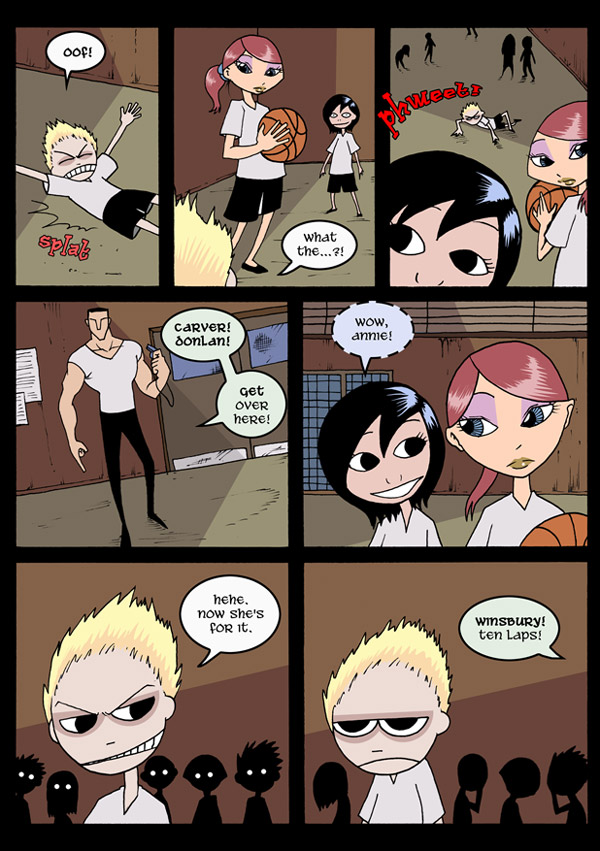 oof!
splat
what
the...?!
phweet!
carver!
donlan!
get
over
here!
wow,
annie!
hehe.
now she's
for it.
winsbury!
ten laps!